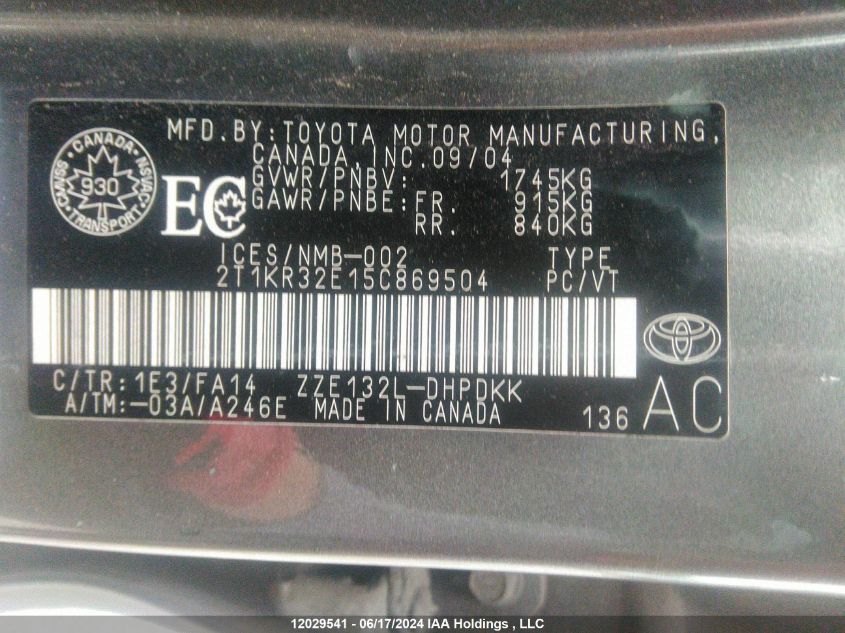 MFD.BY:TOYOTA MOTOR MANUFACTURING,
CANADA,INC.09/04
GVWR/PNBV: 1745KG
GAWR/PNBE:FR. 915KG
RR. 840KG
CANADA
CMVSS NSVAC
930
TRANSPORT
EC
ICES/NMB-002 TYPE
2T1KR32E15C869504 PC/VT
C/TR:1E3/FA14 ZZE132L-DHPDKK
A/TM:-03A/A246E MADE IN CANADA 136 AC
12029541 - 06/17/2024 IAA Holdings , LLC